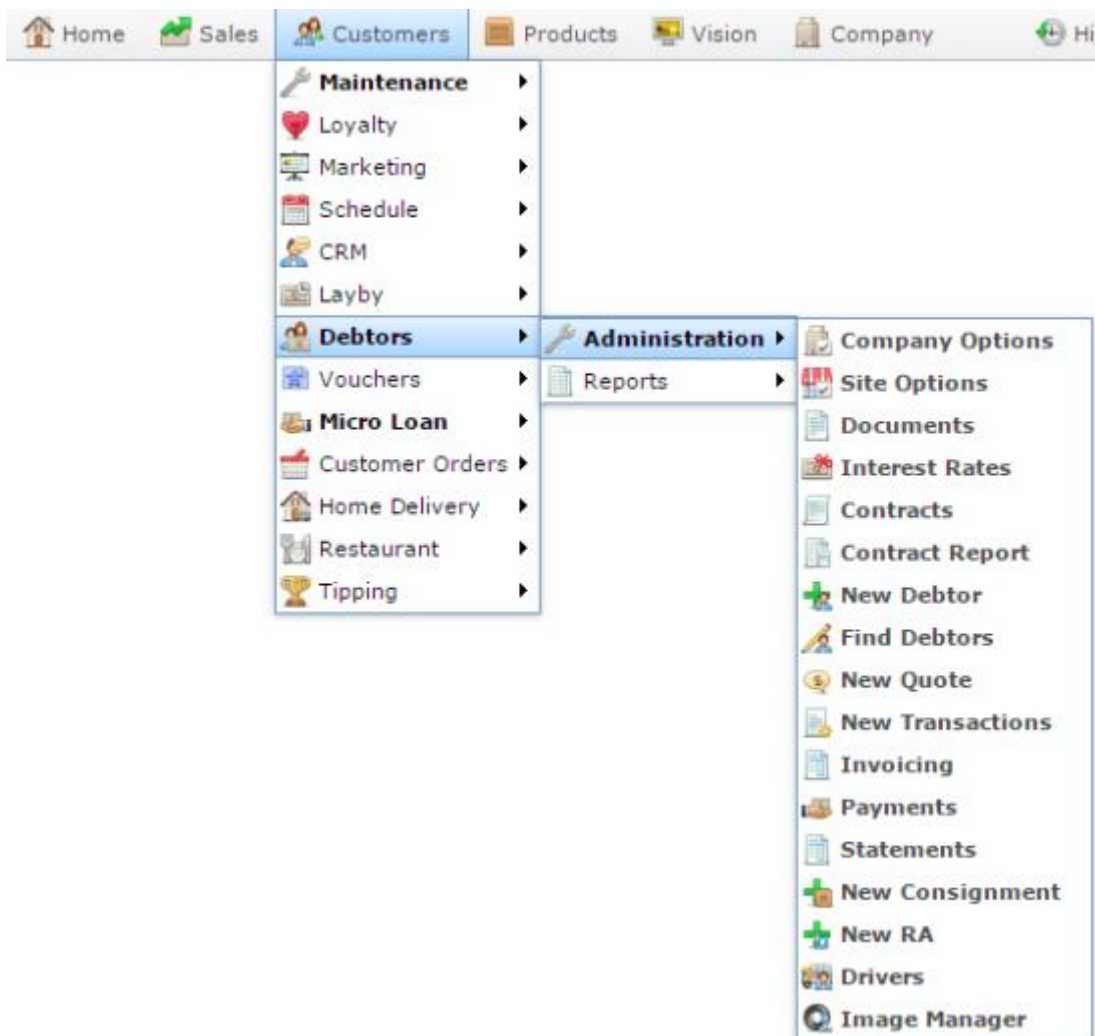 Home Sales Customers Products Vision Company Hi
Maintenance
Loyalty
Marketing
Schedule
CRM
Layby
Debtors
Vouchers
Micro Loan
Customer Orders
Home Delivery
Restaurant
Tipping
Administration
Reports
Company Options
Site Options
Documents
Interest Rates
Contracts
Contract Report
New Debtor
Find Debtors
New Quote
New Transactions
Invoicing
Payments
Statements
New Consignment
New RA
Drivers
Image Manager